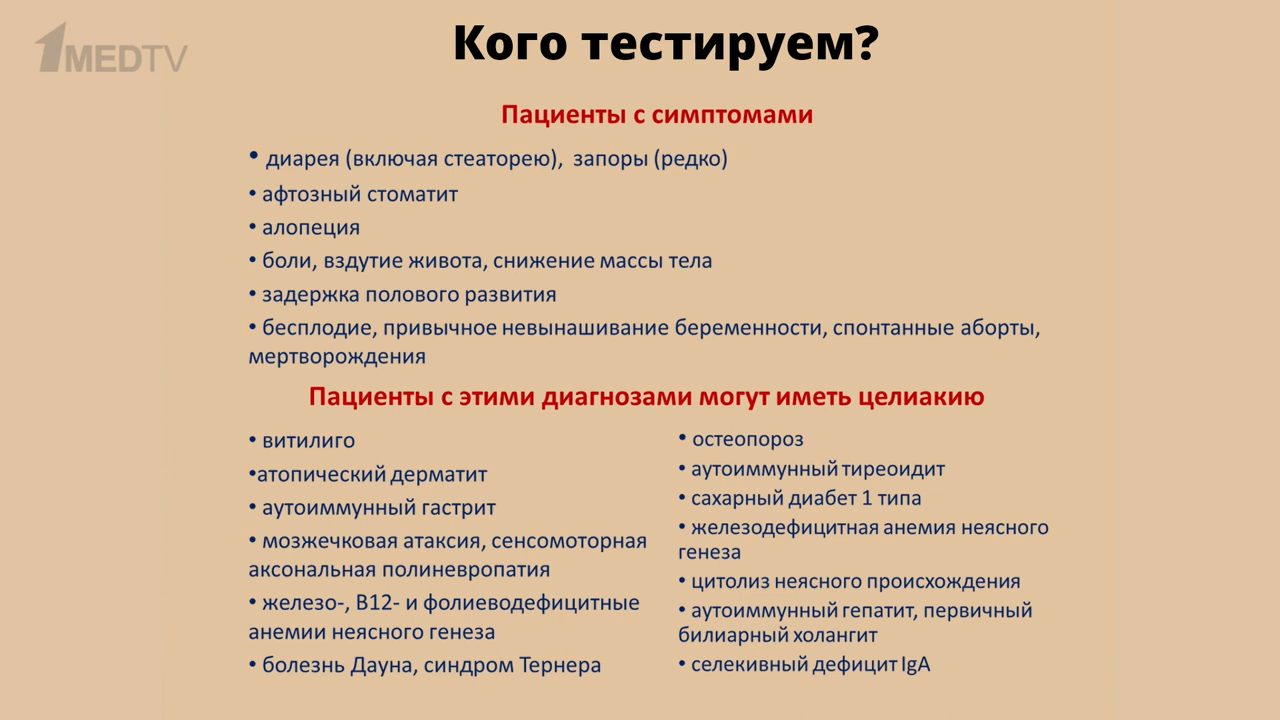 1MEDTV
Кого тестируем?
Пациенты с симптомами
• диарея (включая стеаторею), запоры (редко)
• афтозный стоматит
• алопеция
• боли, вздутие живота, снижение массы тела
• задержка полового развития
• бесплодие, привычное невынашивание беременности, спонтанные аборты,
мертворождения
Пациенты с этими диагнозами могут иметь целиакию
• витилиго
•атопический дерматит
• аутоиммунный гастрит
• мозжечковая атаксия, сенсомоторная
аксональная полиневропатия
• железо-, В12- и фолиеводефицитные
анемии неясного генеза
• болезнь Дауна, синдром Тернера
• остеопороз
• аутоиммунный тиреоидит
• сахарный диабет 1 типа
• железодефицитная анемия неясного
генеза
• цитолиз неясного происхождения
• аутоиммунный гепатит, первичный
билиарный холангит
• селекивный дефицит IgA